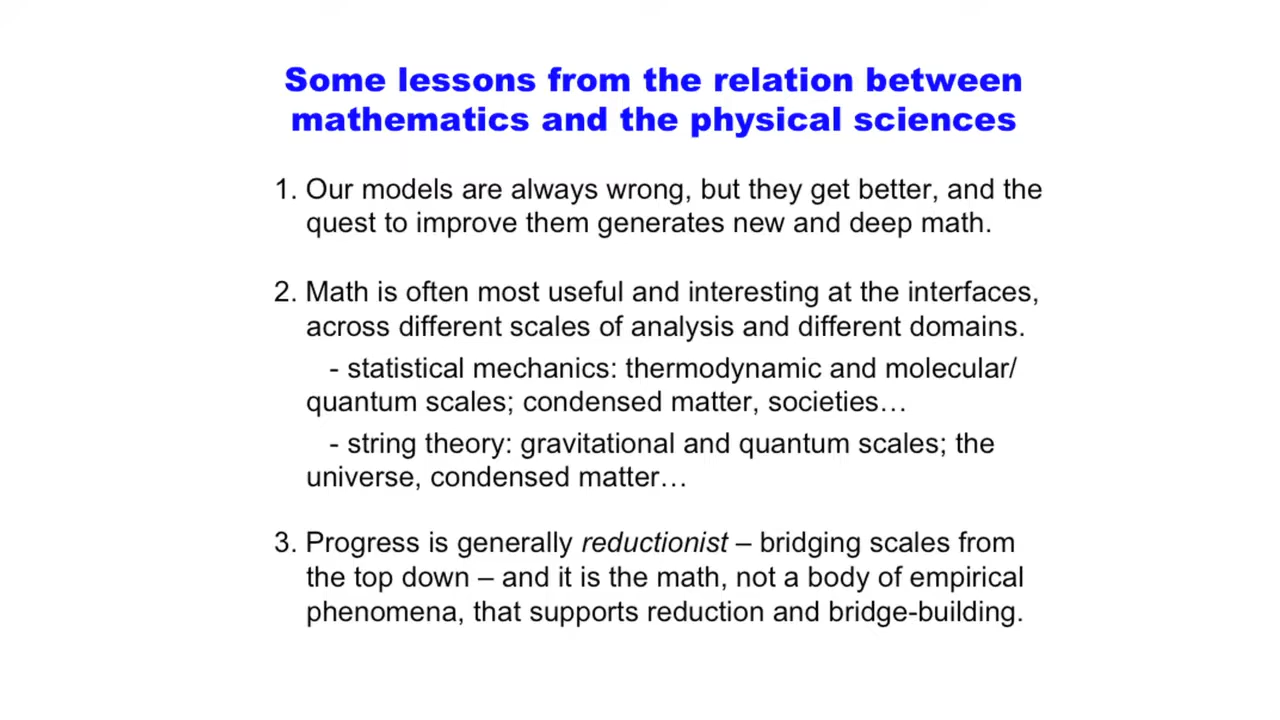 Some lessons from the relation between
mathematics and the physical sciences
1. Our models are always wrong, but they get better, and the
quest to improve them generates new and deep math.
2. Math is often most useful and interesting at the interfaces,
across different scales of analysis and different domains.
- statistical mechanics: thermodynamic and molecular/
quantum scales; condensed matter, societies…
- string theory: gravitational and quantum scales; the
universe, condensed matter…
3. Progress is generally reductionist – bridging scales from
the top down – and it is the math, not a body of empirical
phenomena, that supports reduction and bridge-building.